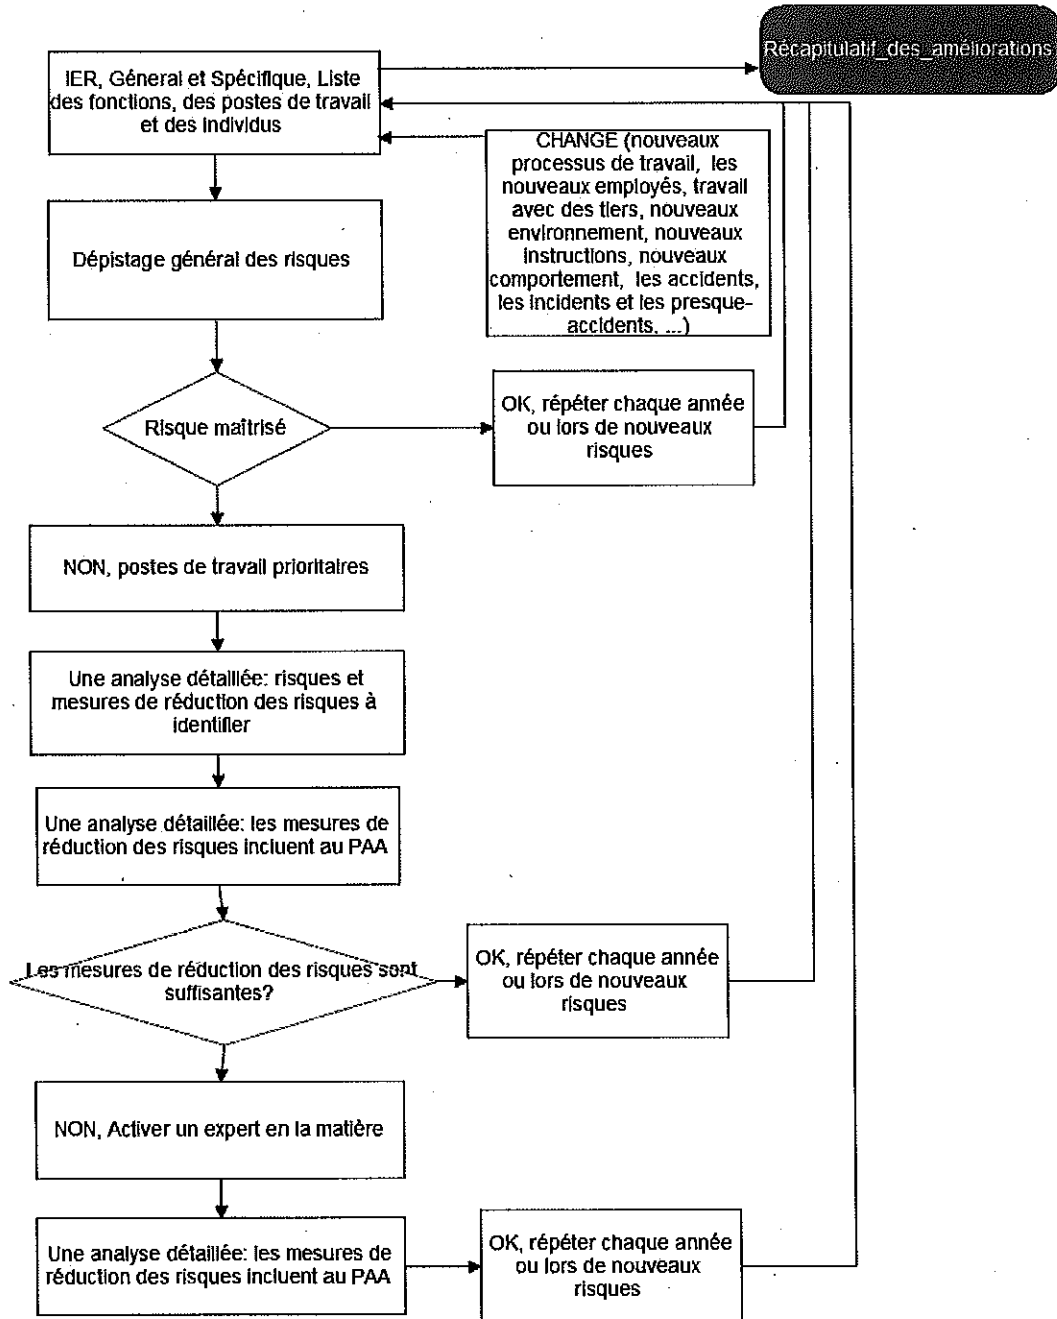 Récapitulatif_des_améliorations
IER, Géneral et Spécifique, Liste
des fonctions, des postes de travail
et des individus
CHANGE (nouveaux
processus de travail, les
nouveaux employés, travail
avec des tiers, nouveaux
environnement, nouveaux
instructions, nouveaux
comportement, les accidents,
les incidents et les presque-
accidents, ...)
Dépistage général des risques
Risque maîtrisé
OK, répéter chaque année
ou lors de nouveaux
risques
NON, postes de travail prioritaires
Une analyse détaillée: risques et
mesures de réduction des risques à
identifier
Une analyse détaillée: les mesures de
réduction des risques incluent au PAA
Les mesures de réduction des risques sont
suffisantes?
OK, répéter chaque année
ou lors de nouveaux
risques
NON, Activer un expert en la matière
Une analyse détaillée: les mesures de
réduction des risques incluent au PAA
OK, répéter chaque année
ou lors de nouveaux
risques